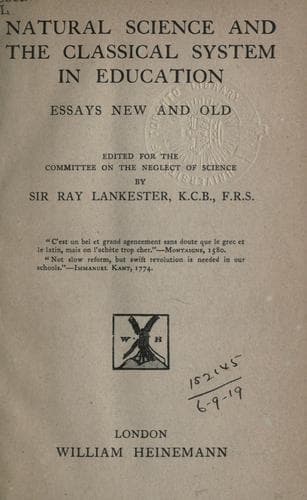 L
NATURAL SCIENCE AND
THE CLASSICAL SYSTEM
IN EDUCATION
ESSAYS NEW AND OLD
EDITED FOR THE
COMMITTEE ON THE NEGLECT OF SCIENCE
BY
SIR RAY LANKESTER, K.C.B., F.R.S.
"C'est un bel et grand agencement sans doute que le grec et
le latin, mais on l'achète trop cher."—MONTAIGNE, 1580.
"Not slow reform, but swift revolution is needed in our
schools."—IMMANUEL KANT, 1774.
W H
152145
6-9-19
LONDON
WILLIAM HEINEMANN